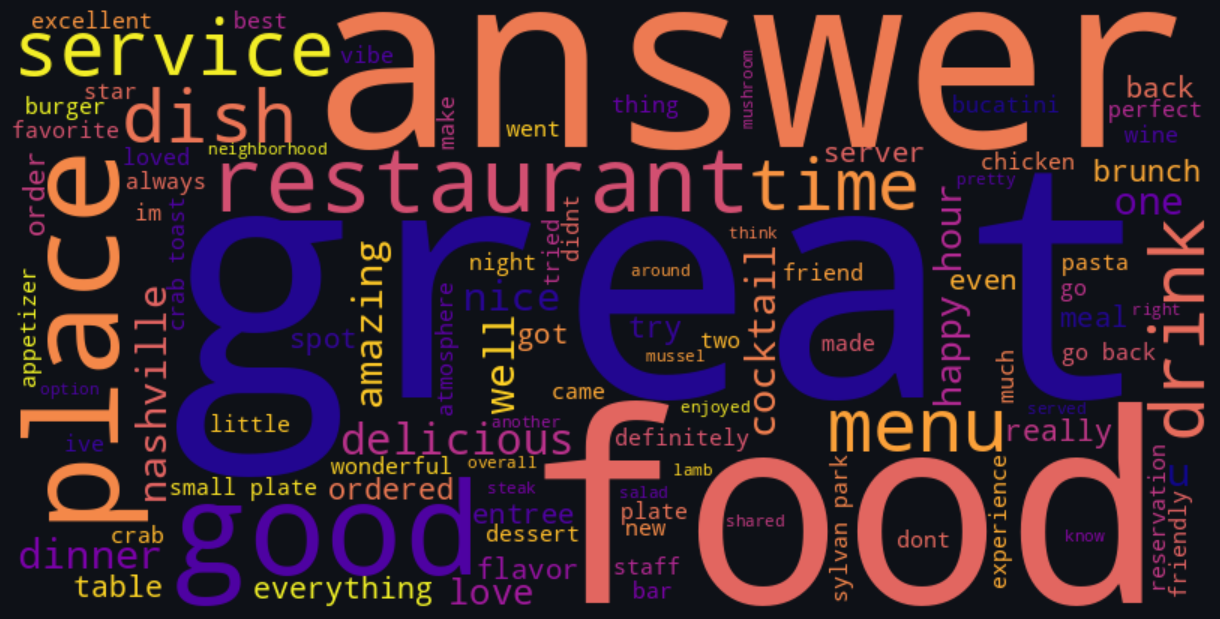 excellent
best
service
answer
vibe
star
burger
favorite
dish
make
went
thing
mushroom
bucatini
back
perfect
wine
neighborhood
loved
always
im
order
place
restaurant
time
server
chicken
pretty
brunch
one
crab toast
great
amazing
night
tried
didnt
think
around
cocktail
friend
happy hour
even
pasta
go
meal
right
drink
appetizer
nashville
spot
atmosphere
nice
well
got
try
two
mussel
made
go back
much
option
ive
little
came
enjoyed
served
delicious
another
food
definitely
menu
really
wonderful
overall
lamb
small plate
ordered
good
steak
entree
salad
plate
new
shared
sylvan park
dont
experience
know
reservation
friendly
u
crab
dinner
table
dessert
flavor
everything
love
staff
bar